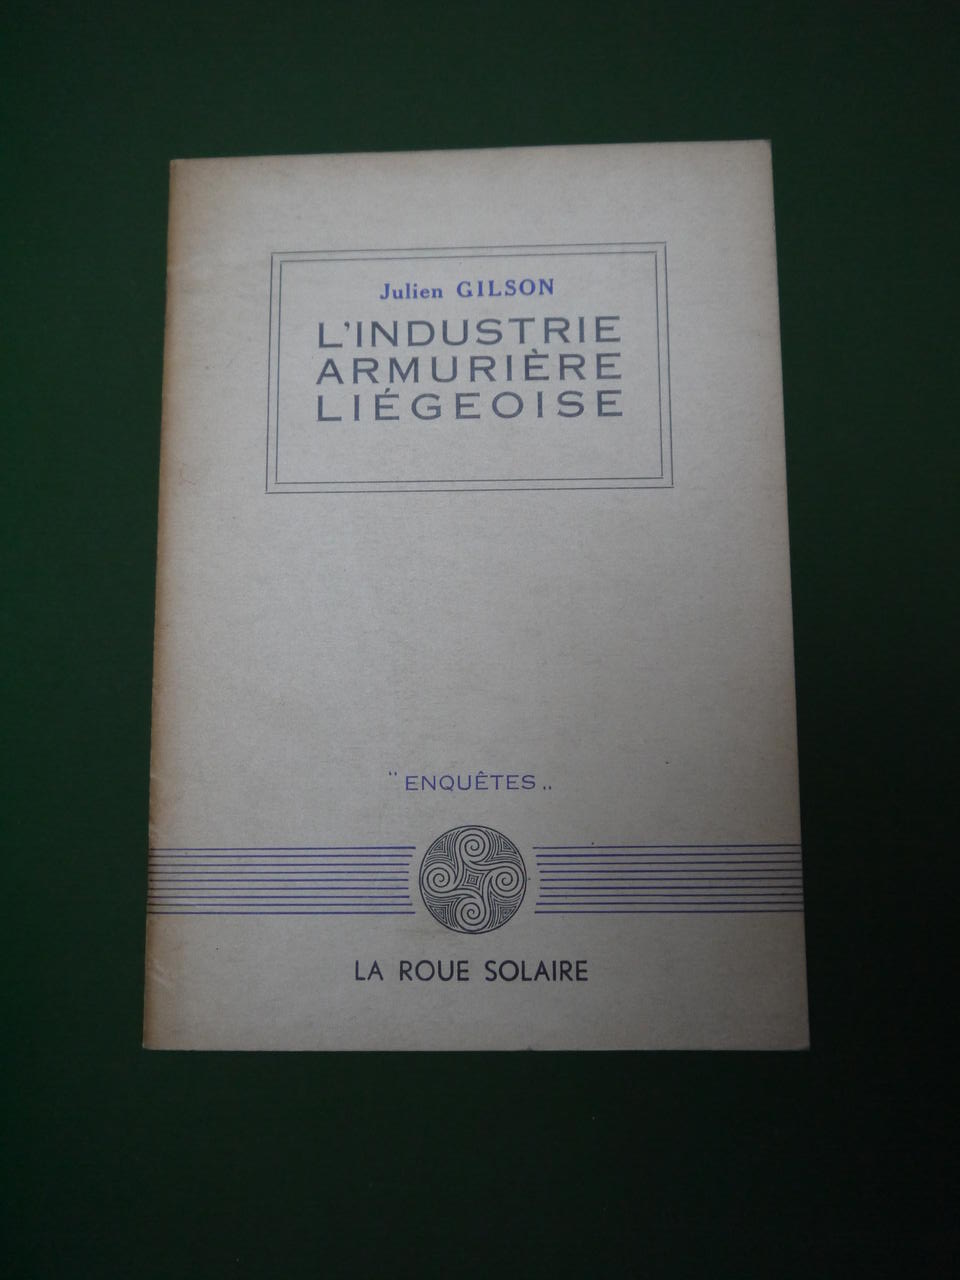 Julien GILSON
L'INDUSTRIE
ARMURIÈRE
LIÉGEOISE
"ENQUÊTES„
LA ROUE SOLAIRE